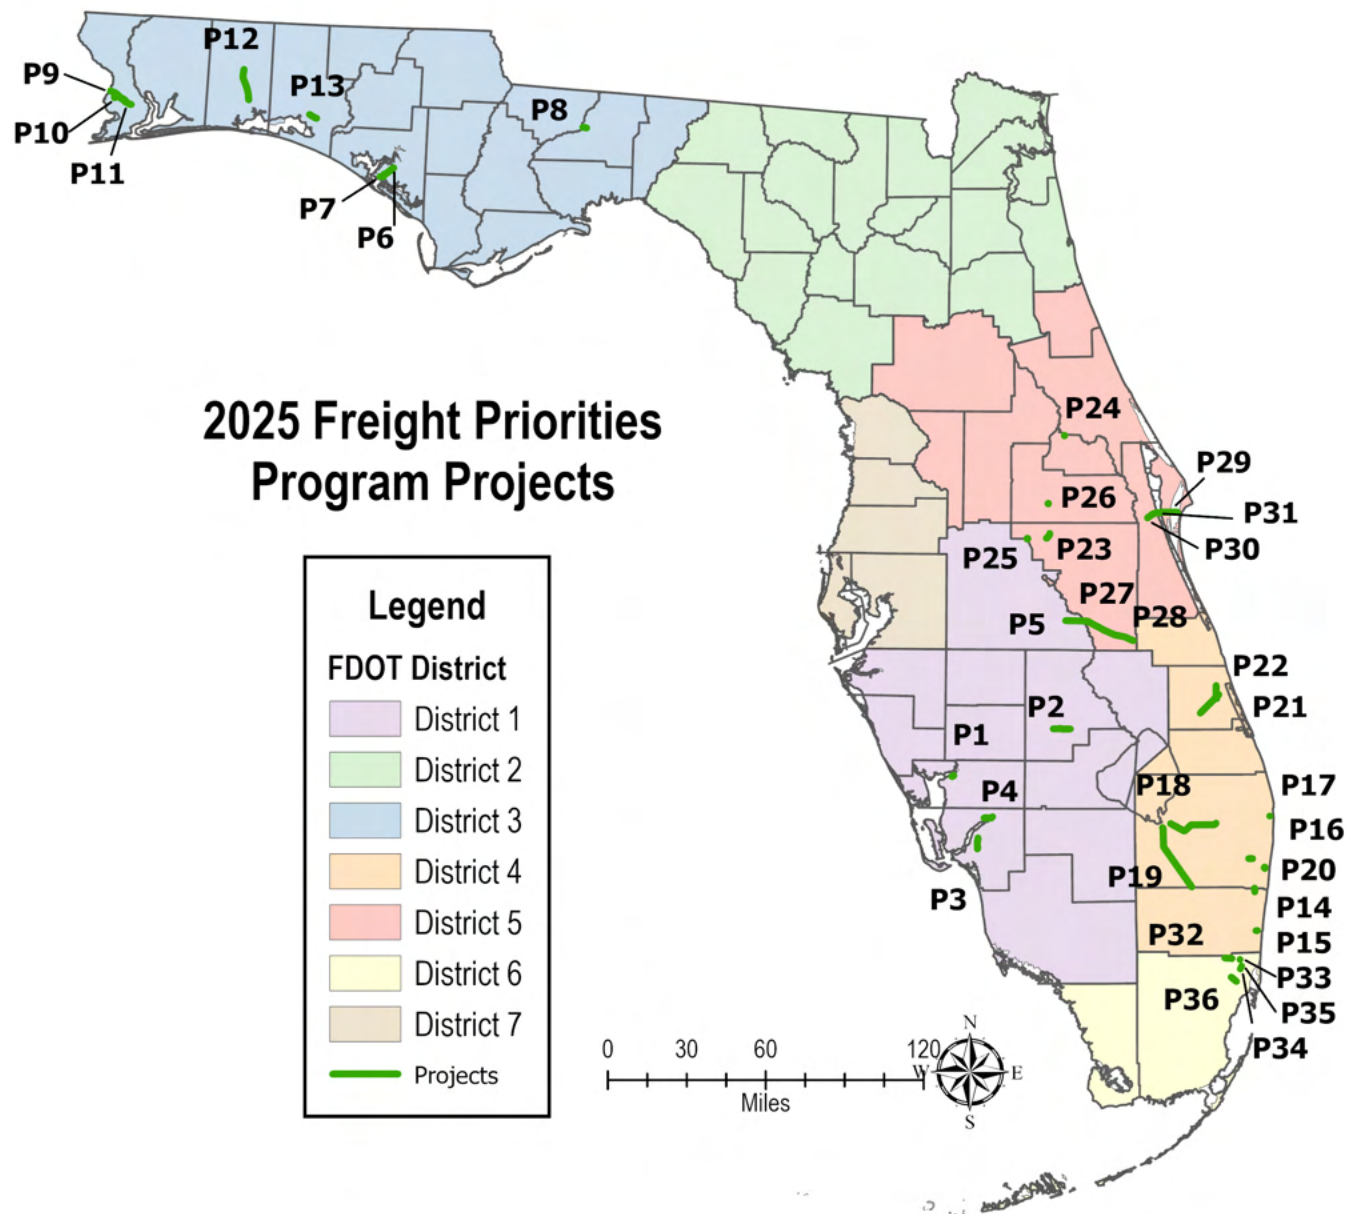 P12
P9
P13
P8
P10
P11
P7
P6
2025 Freight Priorities
Program Projects
P24
P29
P26
P31
P30
P25
P23
P27
P28
P5
P22
P21
P2
P1
P18
P17
P4
P16
P19
P20
P3
P14
P32
P15
P33
P36
P35
P34
Legend
FDOT District
District 1
District 2
District 3
District 4
District 5
District 6
District 7
Projects
0 30 60 120
Miles
N
W E
S